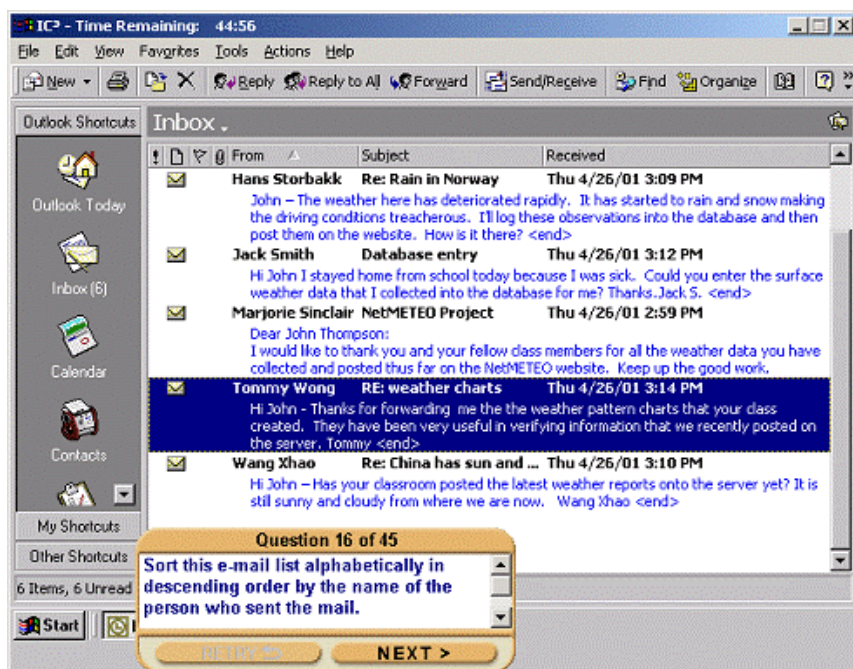 IC³ - Time Remaining: 44:56
File Edit View Favorites Tools Actions Help
New Reply Reply to All Forward Send/Receive Find Organize
Outlook Shortcuts
Outlook Today
Inbox (6)
Calendar
Contacts
My Shortcuts
Other Shortcuts
Inbox
From Subject Received
Hans Storbakk Re: Rain in Norway Thu 4/26/01 3:09 PM
John – The weather here has deteriorated rapidly. It has started to rain and snow making
the driving conditions treacherous. I'll log these observations into the database and then
post them on the website. How is it there? <end>
Jack Smith Database entry Thu 4/26/01 3:12 PM
Hi John I stayed home from school today because I was sick. Could you enter the surface
weather data that I collected into the database for me? Thanks.Jack S. <end>
Marjorie Sinclair NetMETEO Project Thu 4/26/01 2:59 PM
Dear John Thompson:
I would like to thank you and your fellow class members for all the weather data you have
collected and posted thus far on the NetMETEO website. Keep up the good work.
Tommy Wong RE: weather charts Thu 4/26/01 3:14 PM
Hi John - Thanks for forwarding me the the weather pattern charts that your class
created. They have been very useful in verifying information that we recently posted on
the server. Tommy <end>
Wang Xhao Re: China has sun and ... Thu 4/26/01 3:10 PM
Hi John – Has your classroom posted the latest weather reports onto the server yet? It is
still sunny and cloudy from where we are now. Wang Xhao <end>
6 Items, 6 Unread
Start
Question 16 of 45
Sort this e-mail list alphabetically in
descending order by the name of the
person who sent the mail.
NEXT >